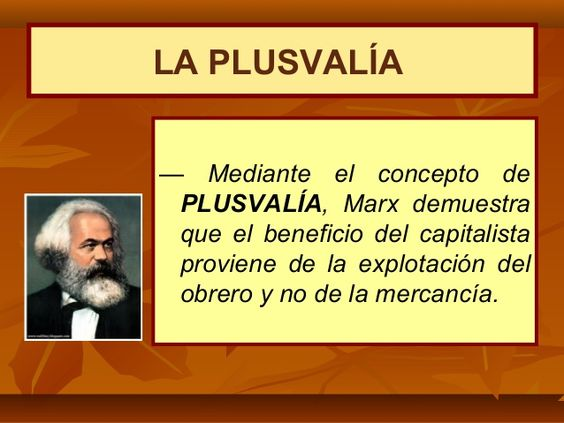 LA PLUSVALÍA
— Mediante el concepto de
PLUSVALÍA, Marx demuestra
que el beneficio del capitalista
proviene de la explotación del
obrero y no de la mercancía.